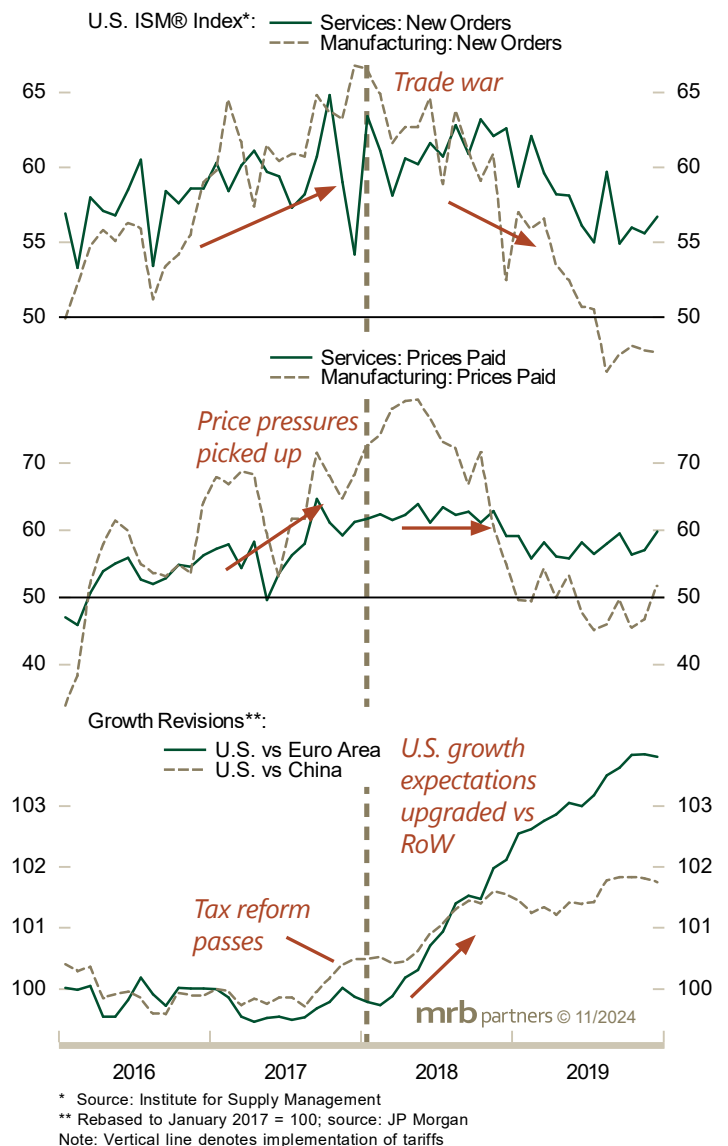 U.S. ISM® Index*:
Services: New Orders
Manufacturing: New Orders
Trade war
65 65
60 60
55 55
50 50
Services: Prices Paid
Manufacturing: Prices Paid
Price pressures
picked up
70 70
60 60
50 50
40 40
Growth Revisions**:
U.S. vs Euro Area
U.S. vs China
U.S. growth
expectations
upgraded vs
RoW
103 103
102 102
Tax reform
passes
101 101
100 100
mrb partners © 11/2024
2016 2017 2018 2019
* Source: Institute for Supply Management
** Rebased to January 2017 = 100; source: JP Morgan
Note: Vertical line denotes implementation of tariffs